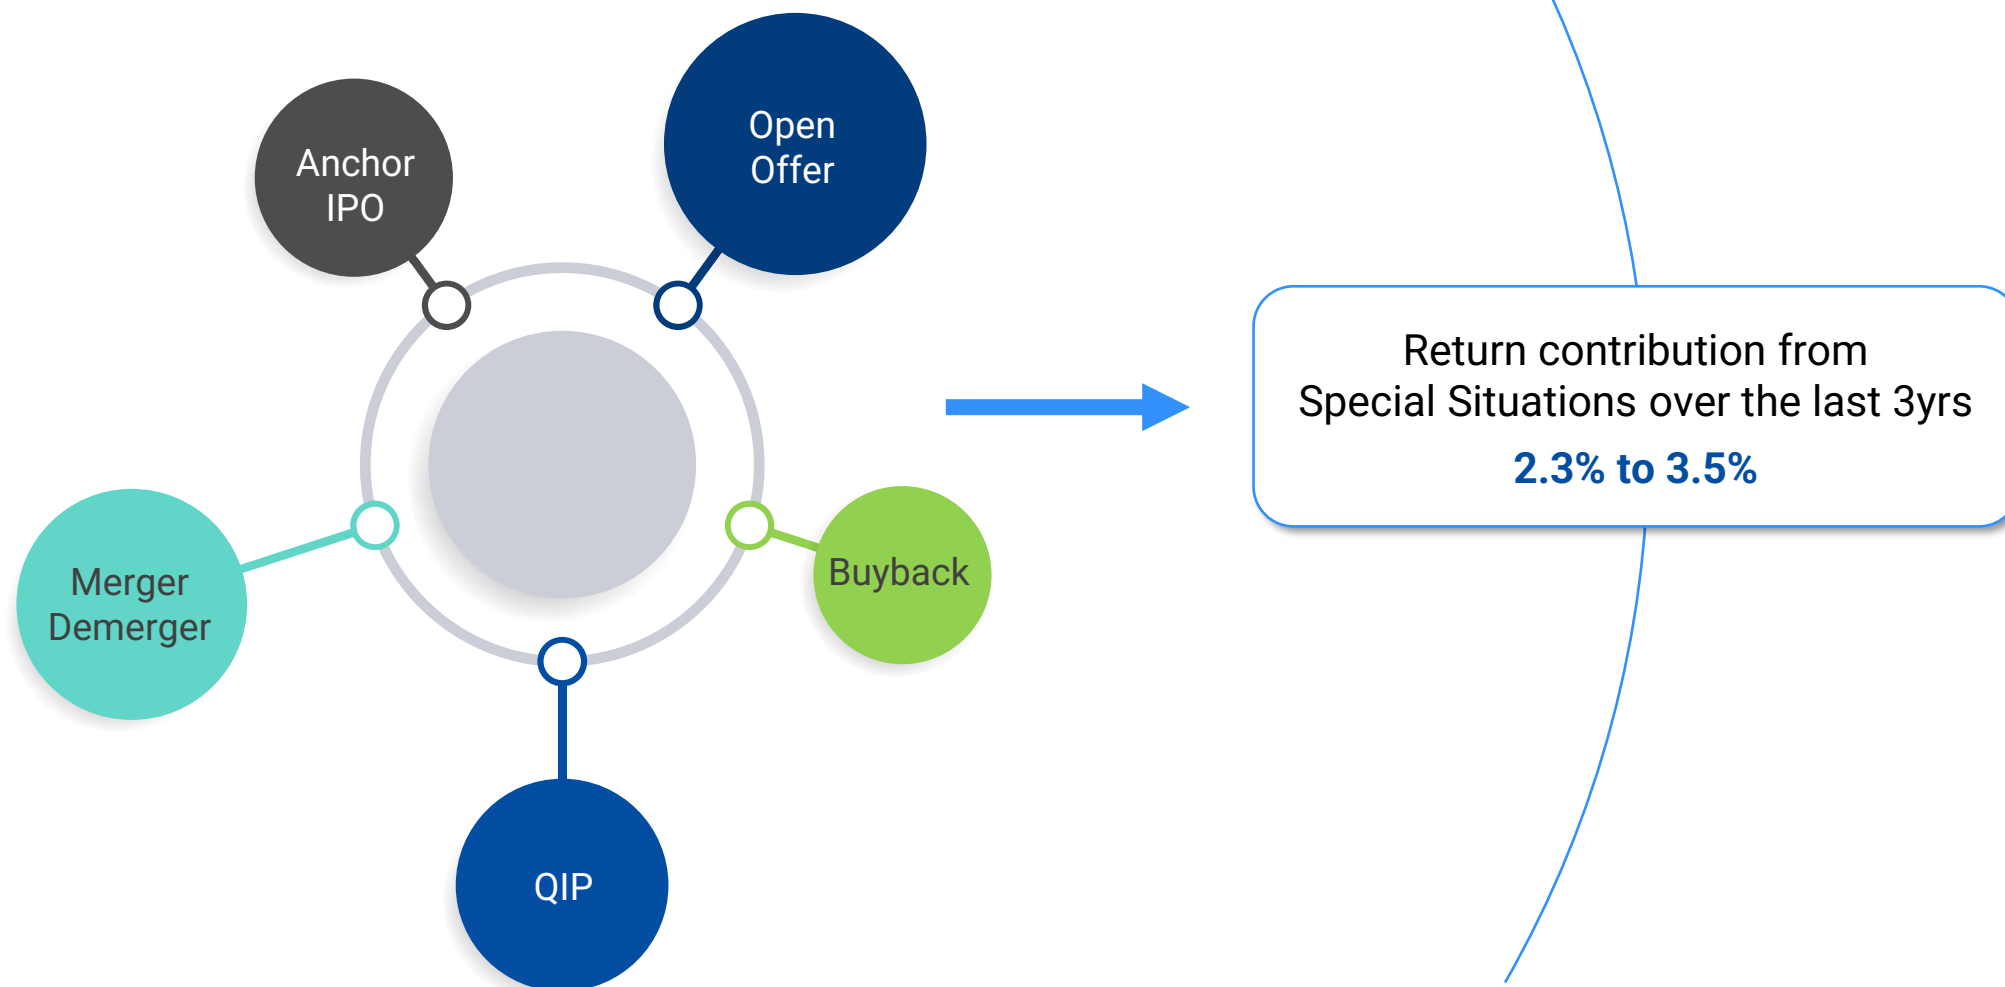 Anchor
IPO
Open
Offer
Merger
Demerger
Buyback
QIP
Return contribution from
Special Situations over the last 3yrs
2.3% to 3.5%